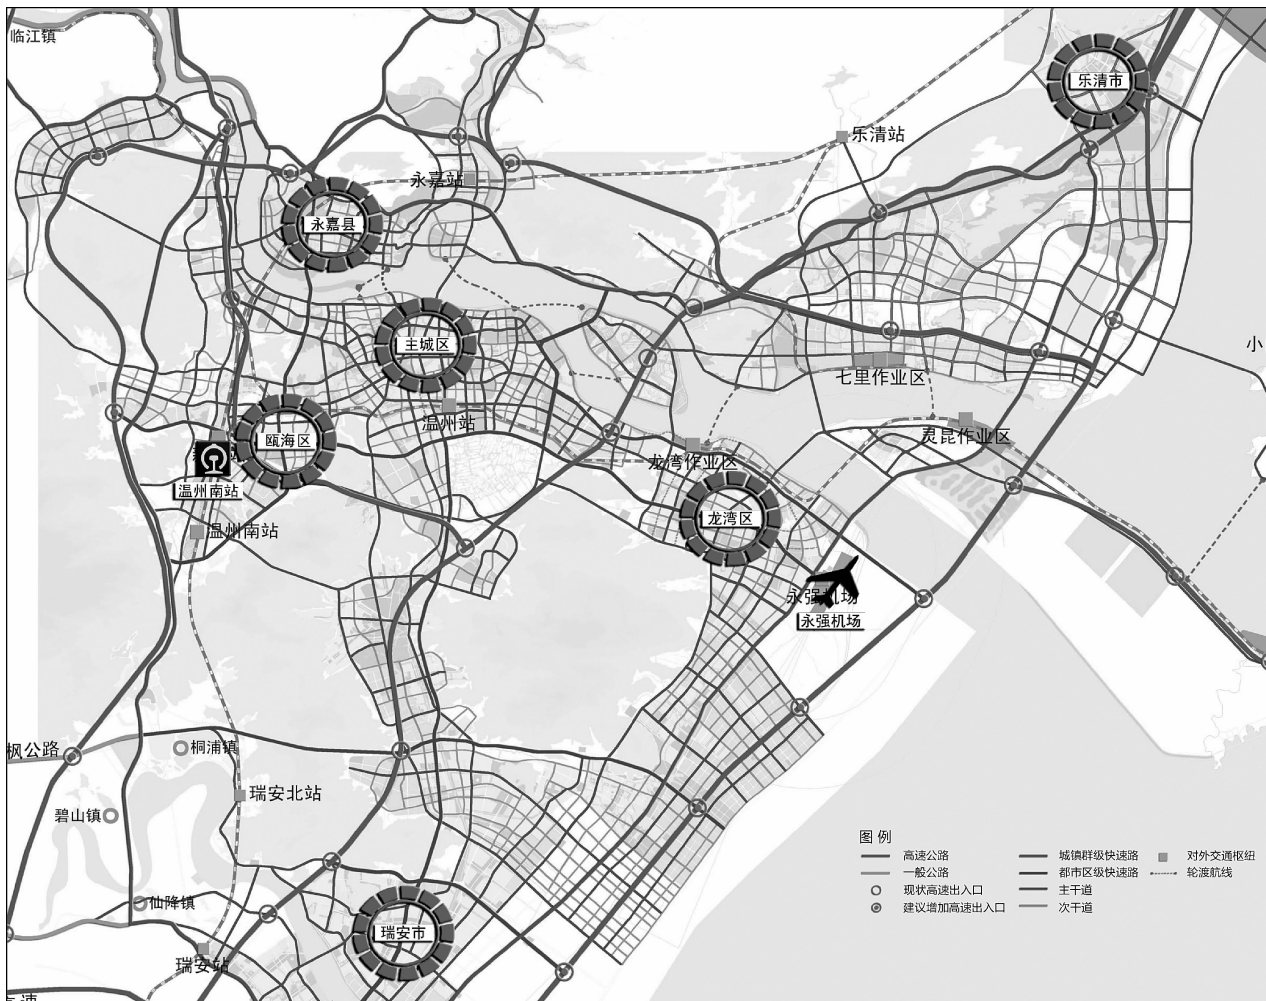 临江镇
乐清市
乐清站
永嘉站
永嘉县
小
主城区
七里作业区
温州站
灵昆作业区
瓯海区
龙湾作业区
温州南站
龙湾区
温州南站
永强机场
永强机场
枫公路
桐浦镇
瑞安北站
碧山镇
仙降镇
瑞安市
瑞安站
高速
图例
高速公路
一般公路
现状高速出入口
建议增加高速出入口
城镇群级快速路
都市区级快速路
主干道
次干道
对外交通枢纽
轮渡航线